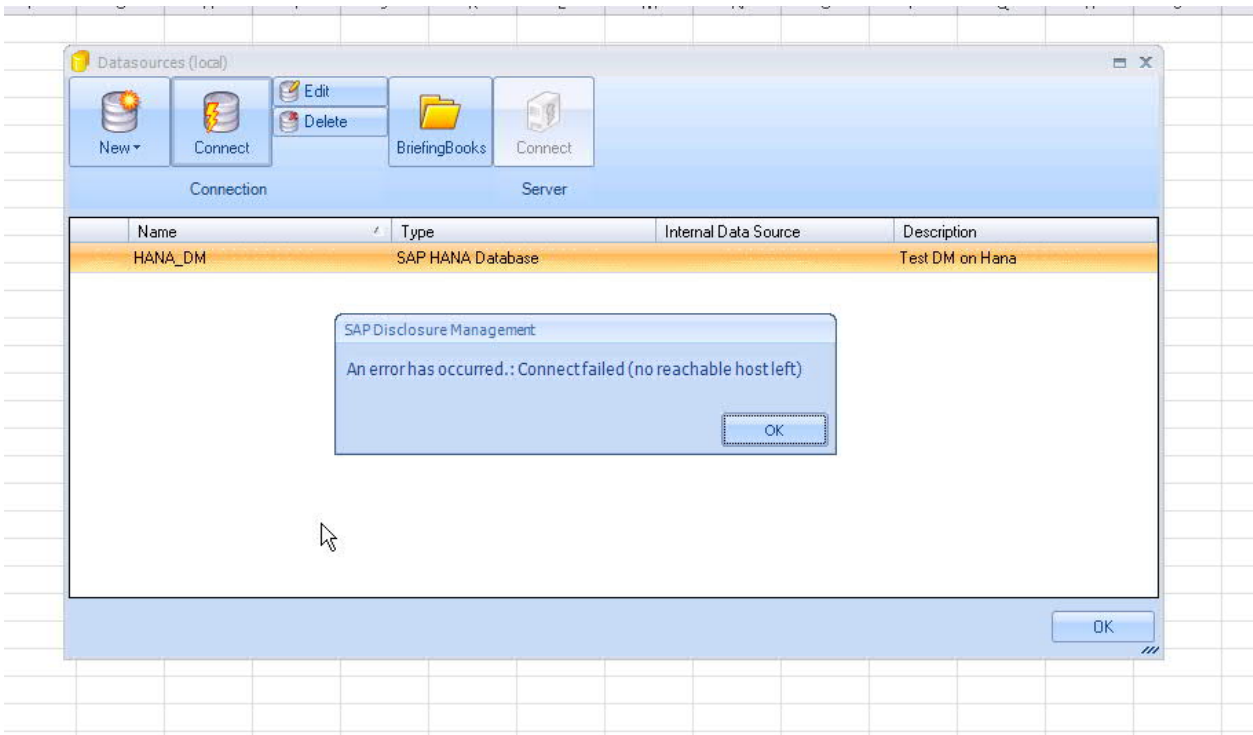 Datasources (local)
Edit
Delete
New
Connect
BriefingBooks
Connect
Connection
Server
Name Type Internal Data Source Description
HANA_DM SAP HANA Database Test DM on Hana
SAP Disclosure Management
An error has occurred.: Connect failed (no reachable host left)
OK
OK